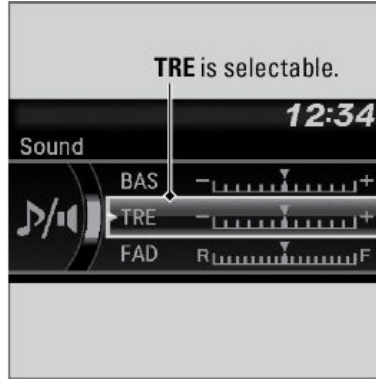 TRE is selectable.
12:34
Sound
BAS - +
TRE - +
FAD R F